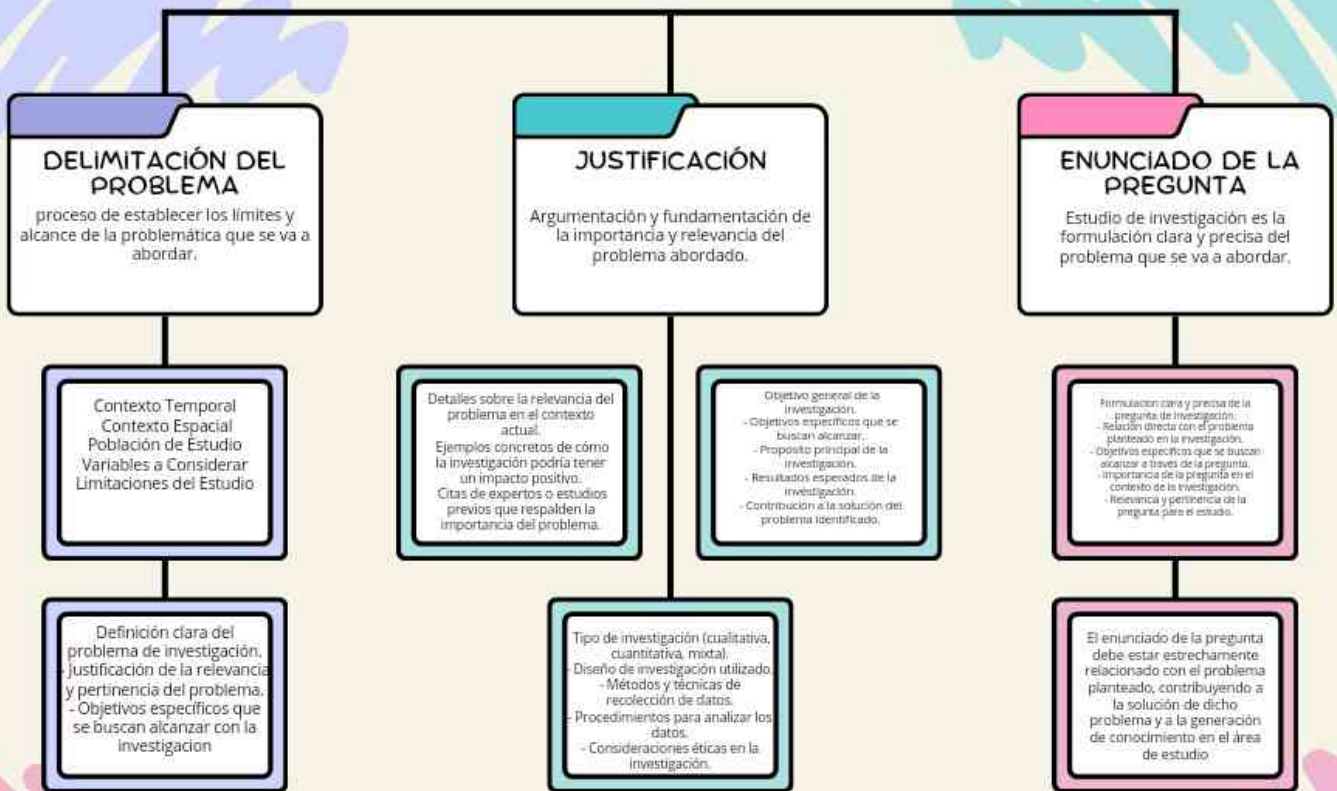 DELIMITACIÓN DEL
PROBLEMA
proceso de establecer los límites y
alcance de la problemática que se va a
abordar.
JUSTIFICACIÓN
Argumentación y fundamentación de
la importancia y relevancia del
problema abordado.
ENUNCIADO DE LA
PREGUNTA
Estudio de investigación es la
formulación clara y precisa del
problema que se va a abordar.
Contexto Temporal
Contexto Espacial
Población de Estudio
Variables a Considerar
Limitaciones del Estudio
Detalles sobre la relevancia del
problema en el contexto
actual.
Ejemplos concretos de cómo
la investigación podría tener
un impacto positivo.
Citas de expertos o estudios
previos que respalden la
importancia del problema.
Objetivo general de la
investigación.
- Objetivos específicos que se
buscan alcanzar.
- Propósito principal de la
investigación.
- Resultados esperados de la
investigación.
- Contribución a la solución del
problema identificado.
Formulación clara y precisa de la
pregunta de investigación.
- Relación directa con el problema
planteado en la investigación.
- Objetivos específicos que se buscan
alcanzar a través de la pregunta.
- Importancia de la pregunta en el
contexto de la investigación.
- Relevancia y pertinencia de la
pregunta para el estudio.
Definición clara del
problema de investigación.
- Justificación de la relevancia
y pertinencia del problema.
- Objetivos específicos que
se buscan alcanzar con la
investigacion
Tipo de investigación (cualitativa,
cuantitativa, mixta).
- Diseño de investigación utilizado.
- Métodos y técnicas de
recolección de datos.
- Procedimientos para analizar los
datos.
- Consideraciones éticas en la
investigación.
El enunciado de la pregunta
debe estar estrechamente
relacionado con el problema
planteado, contribuyendo a
la solución de dicho
problema y a la generación
de conocimiento en el área
de estudio